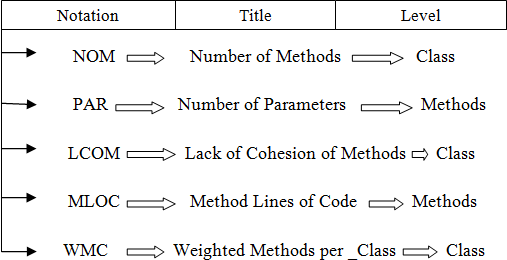 Notation Title Level
NOM Number of Methods Class
PAR Number of Parameters Methods
LCOM Lack of Cohesion of Methods Class
MLOC Method Lines of Code Methods
WMC Weighted Methods per _Class Class